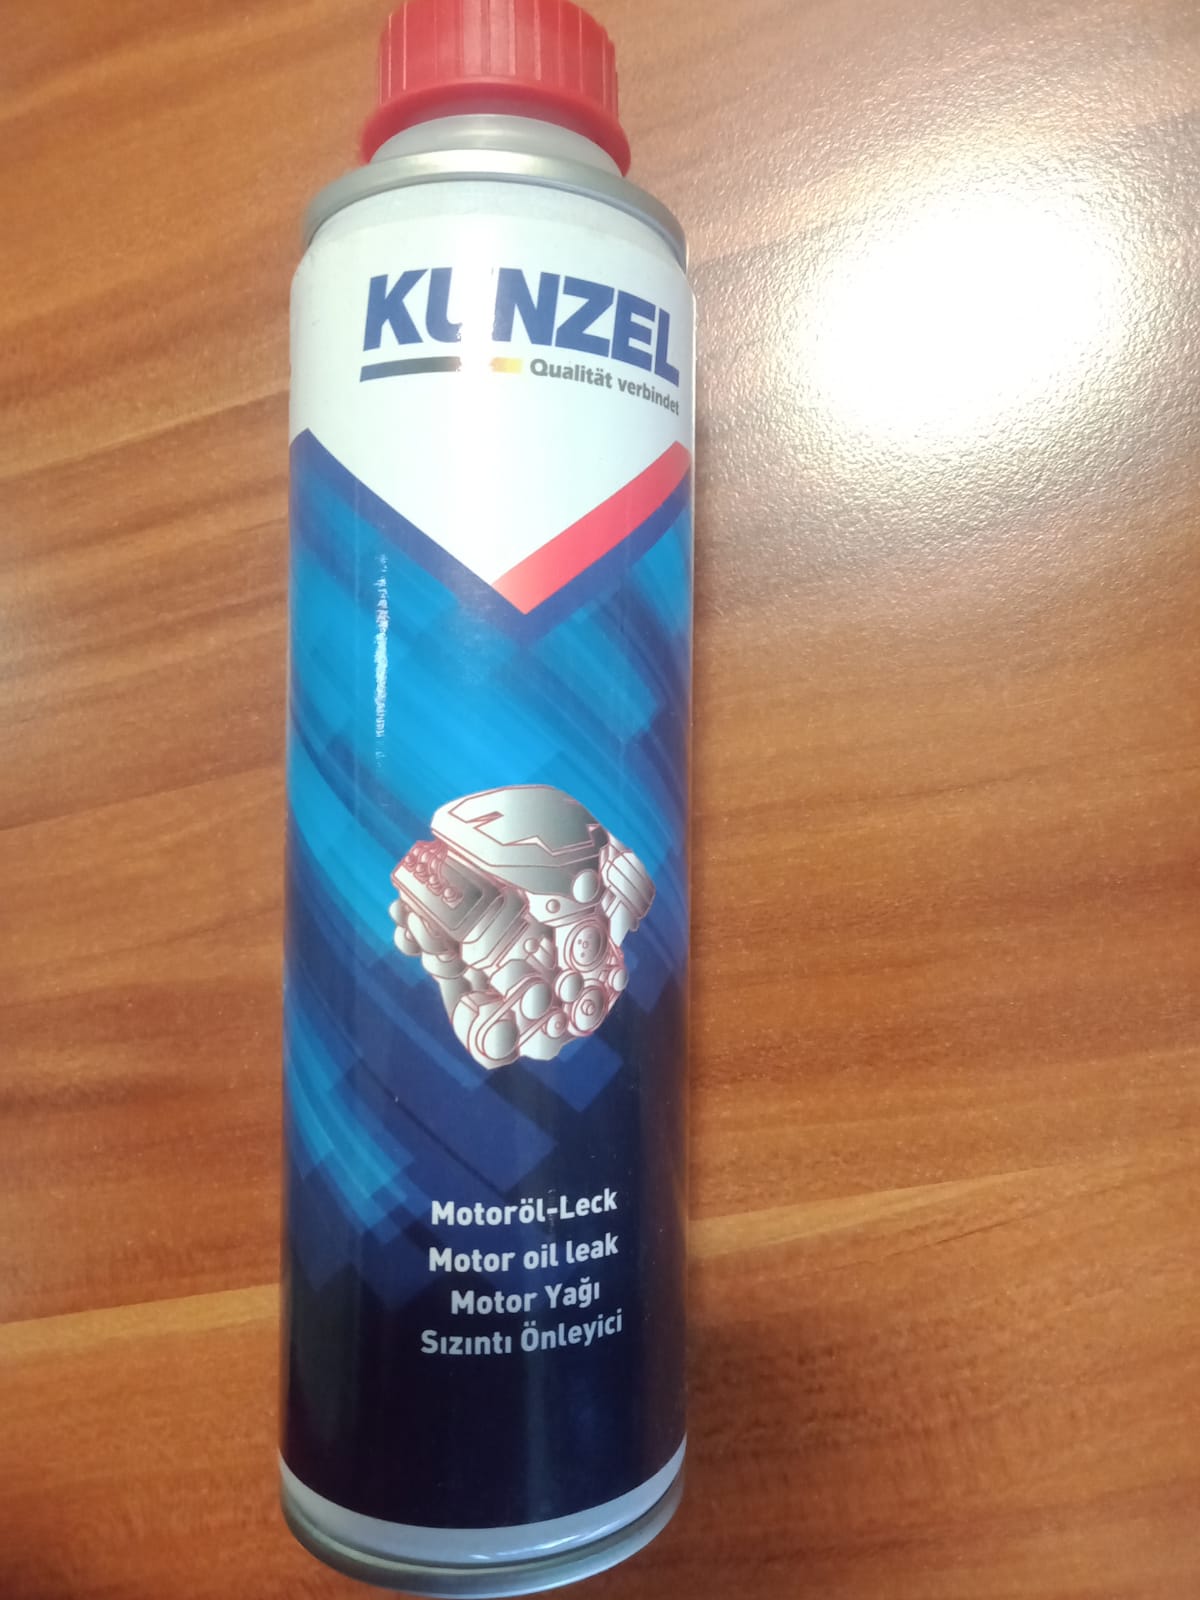 KUNZEL
Qualität verbindet
Motoröl-Leck
Motor oil leak
Motor Yağı
Sızıntı Önleyici